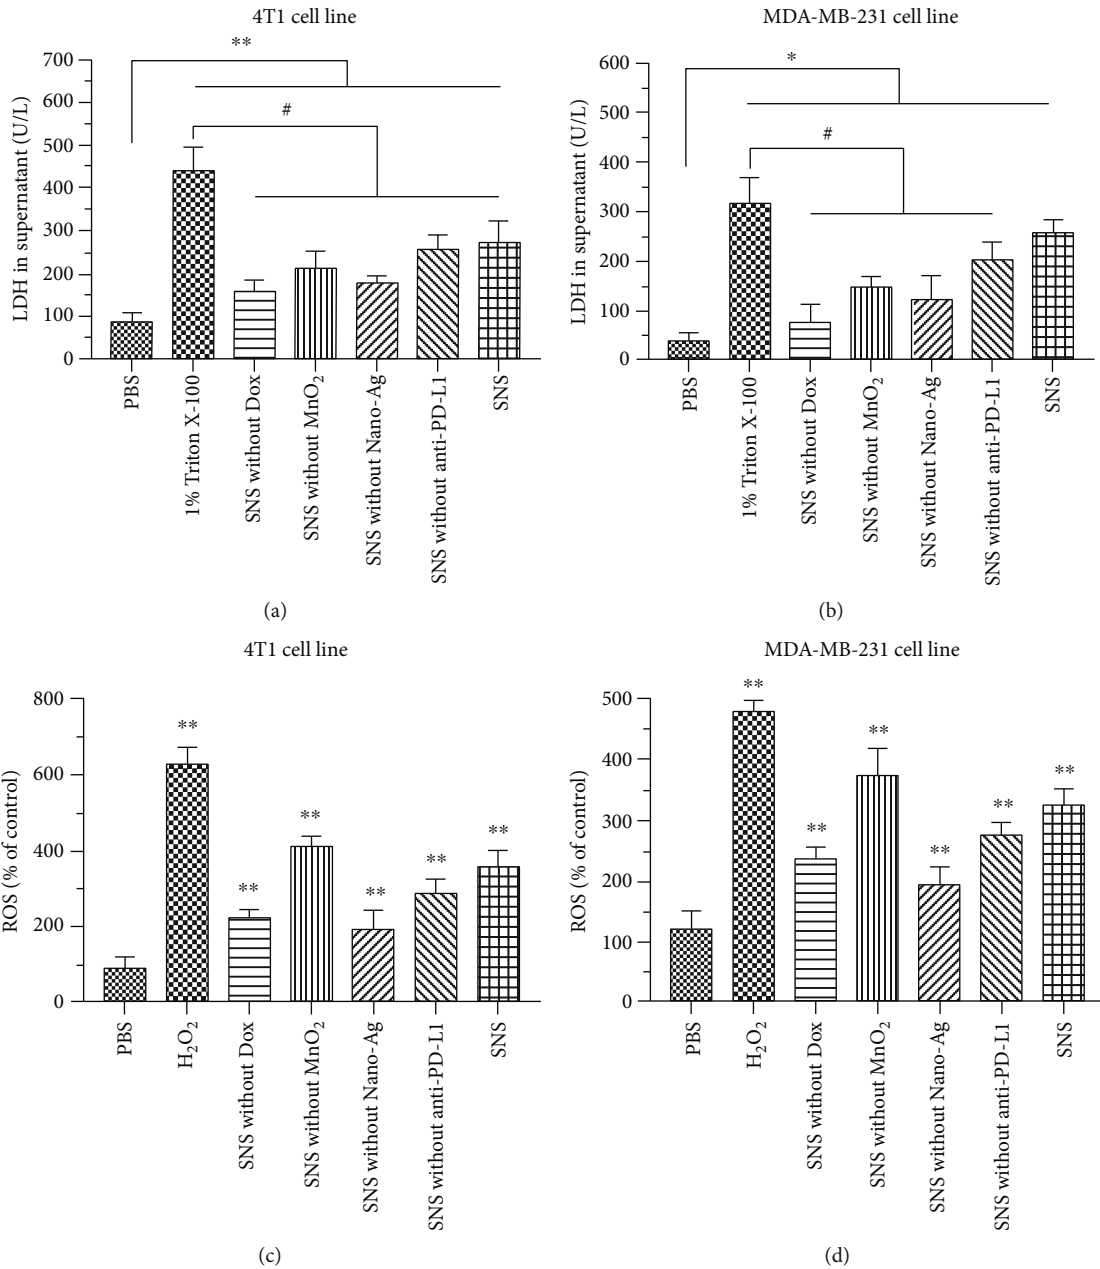 4T1 cell line
LDH in supernatant (U/L)
700
600
500
400
300
200
100
0
**
#
PBS
1% Triton X-100
SNS without Dox
SNS without MnO₂
SNS without Nano-Ag
SNS without anti-PD-L1
SNS
(a)
MDA-MB-231 cell line
LDH in supernatant (U/L)
600
500
400
300
200
100
0
*
#
PBS
1% Triton X-100
SNS without Dox
SNS without MnO₂
SNS without Nano-Ag
SNS without anti-PD-L1
SNS
(b)
4T1 cell line
ROS (% of control)
800
600
400
200
0
**
**
**
**
**
**
PBS
H₂O₂
SNS without Dox
SNS without MnO₂
SNS without Nano-Ag
SNS without anti-PD-L1
SNS
(c)
MDA-MB-231 cell line
ROS (% of control)
500
400
300
200
100
0
**
**
**
**
**
**
PBS
H₂O₂
SNS without Dox
SNS without MnO₂
SNS without Nano-Ag
SNS without anti-PD-L1
SNS
(d)